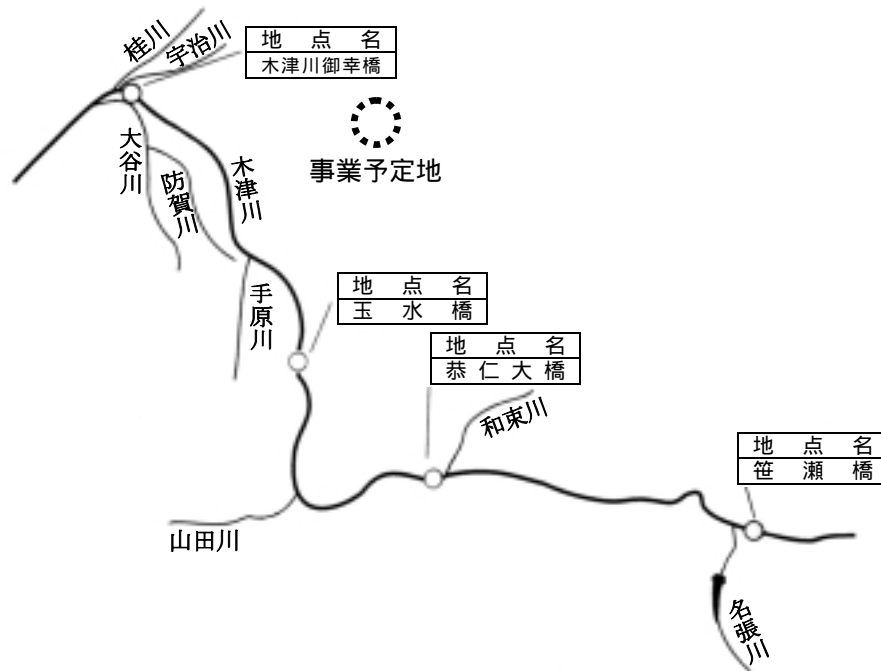 桂川
宇治川
地点名
木津川御幸橋
事業予定地
大谷川
防賀川
木津川
手原川
地点名
玉水橋
地点名
恭仁大橋
和束川
地点名
笹瀬橋
山田川
名張川